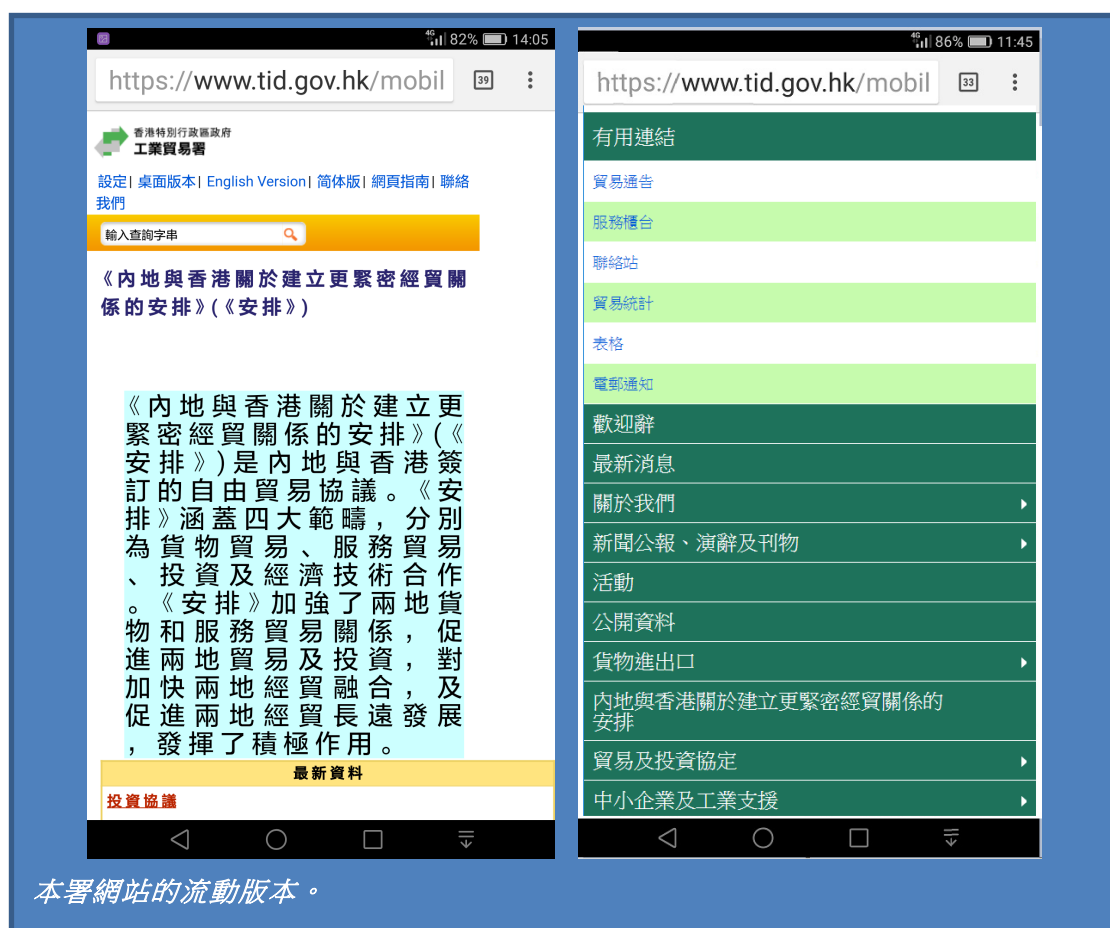 4G 82% 14:05
https://www.tid.gov.hk/mobil 39
香港特別行政區政府
工業貿易署
設定| 桌面版本| English Version| 简体版| 網頁指南| 聯絡
我們
輸入查詢字串
《內地與香港關於建立更緊密經貿關
係的安排》(《安排》)
《內地與香港關於建立更
緊密經貿關係的安排》(《
安排》)是內地與香港簽
訂的自由貿易協議。《安
排》涵蓋四大範疇，分別
為貨物貿易、服務貿易
、投資及經濟技術合作
。《安排》加強了兩地貨
物和服務貿易關係，促
進兩地貿易及投資，對
加快兩地經貿融合，及
促進兩地經貿長遠發展
，發揮了積極作用。
最新資料
投資協議
4G 86% 11:45
https://www.tid.gov.hk/mobil 33
有用連結
貿易通告
服務櫃台
聯絡站
貿易統計
表格
電郵通知
歡迎辭
最新消息
關於我們
新聞公報、演辭及刊物
活動
公開資料
貨物進出口
內地與香港關於建立更緊密經貿關係的
安排
貿易及投資協定
中小企業及工業支援
本署網站的流動版本。